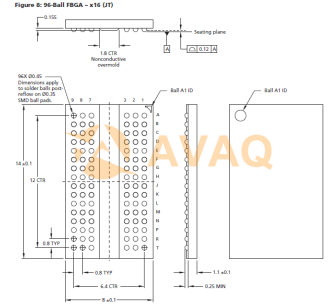 Figure 8: 96-Ball FBGA – x16 (JT)
0.155
Seating plane
A
0.12 A
1.8 CTR
Nonconductive
overmold
96X Ø0.45
Dimensions apply
to solder balls post-
reflow on Ø0.35
SMD ball pads.
Ball A1 ID
Ball A1 ID
9 8 7
3 2 1
A
B
C
D
E
F
G
H
J
K
L
M
N
P
R
T
14 ±0.1
12 CTR
0.8 TYP
0.8 TYP
6.4 CTR
8 ±0.1
1.1 ±0.1
0.25 MIN
AVAQ